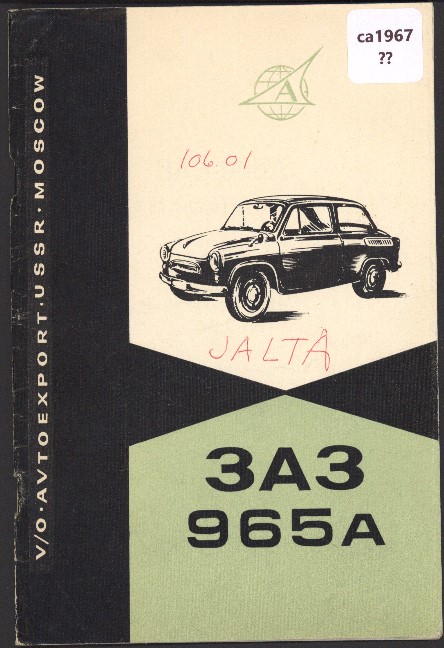 ca1967
??
A
106.01
JALTA
ЗАЗ
965А
V/O·AVTOEXPORT·USSR·MOSCOW